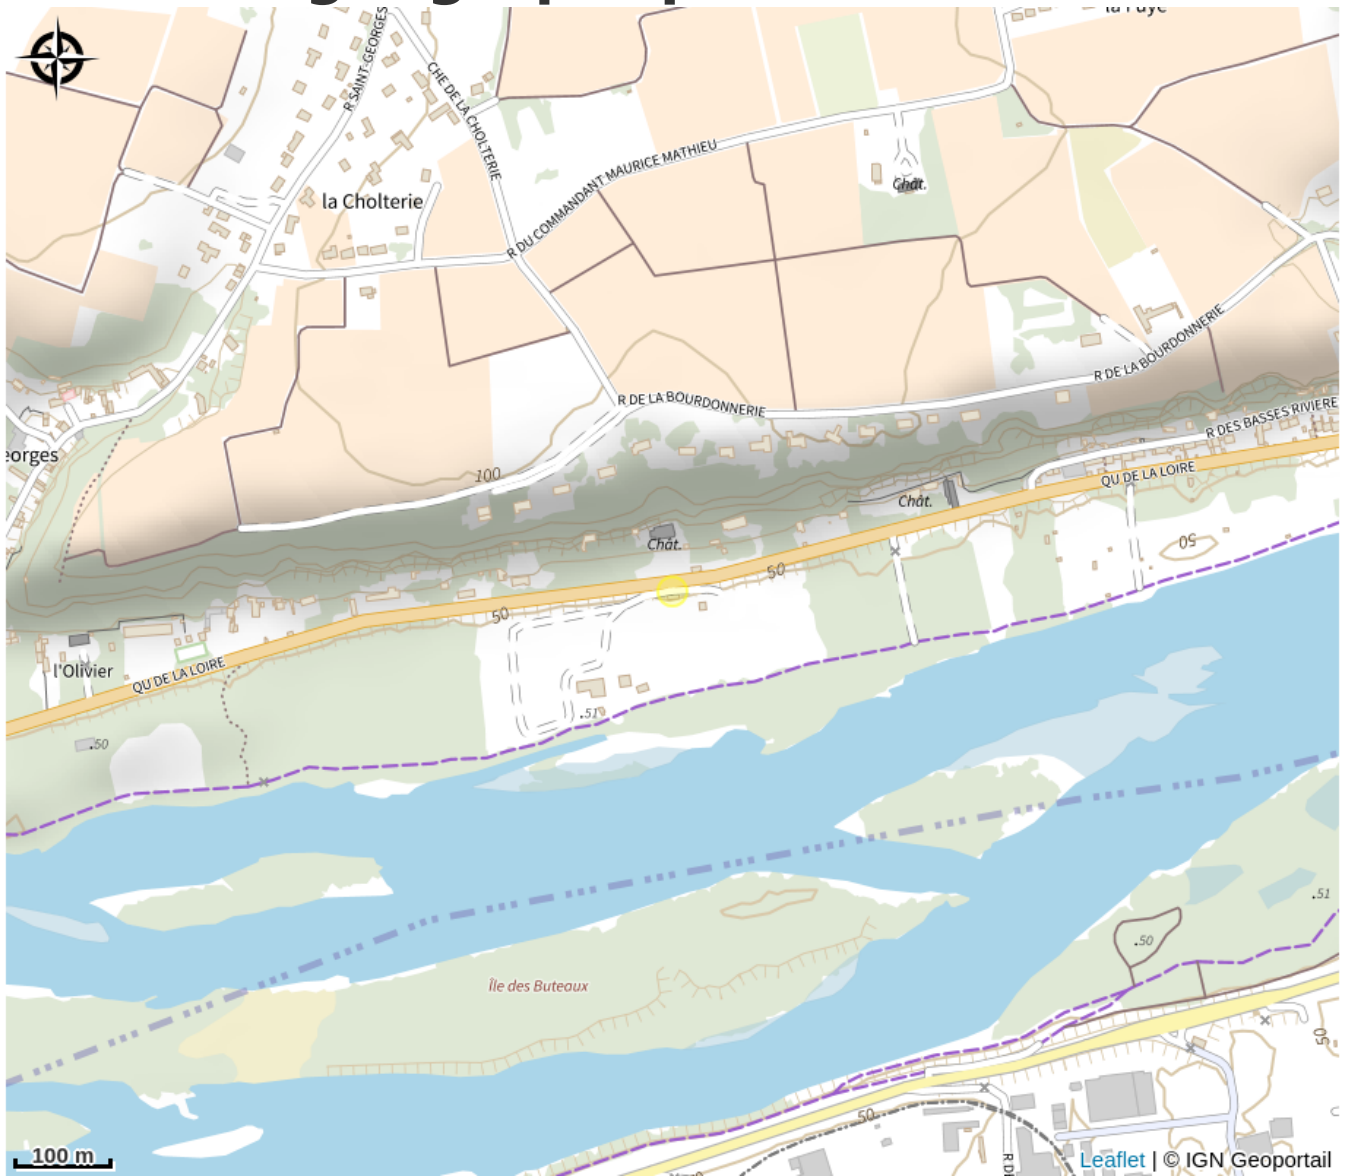 R SAINT-GEORGES
CHE DE LA CHOLTERIE
R DU COMMANDANT MAURICE MATHIEU
Chât.
la Cholterie
R DE LA BOURDONNERIE
R DE LA BOURDONNERIE
R DES BASSES RIVIERE
eorges
100
QU DE LA LOIRE
Chât.
Chât.
50
50
50
l'Olivier
QU DE LA LOIRE
.51
.50
.51
.50
Île des Buteaux
50
50
100 m
Leaflet | © IGN Geoportail